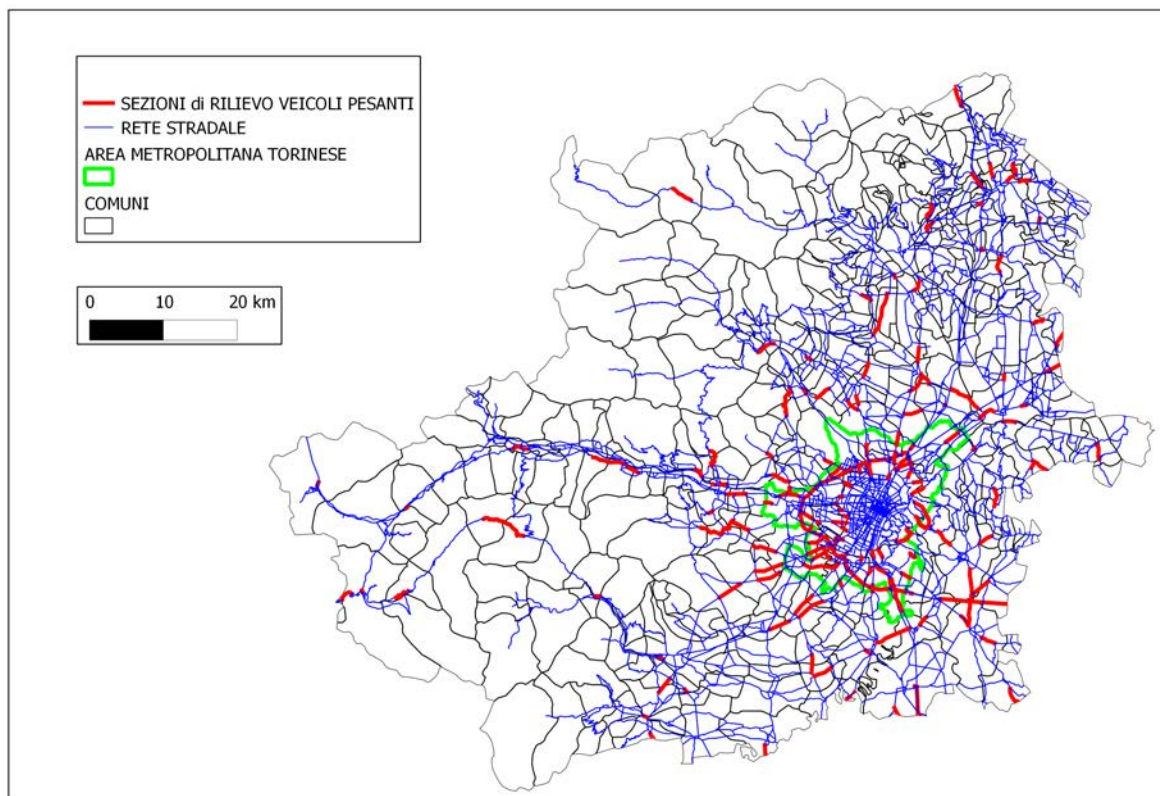 SEZIONI di RILIEVO VEICOLI PESANTI
RETE STRADALE
AREA METROPOLITANA TORINESE
COMUNI
0 10 20 km